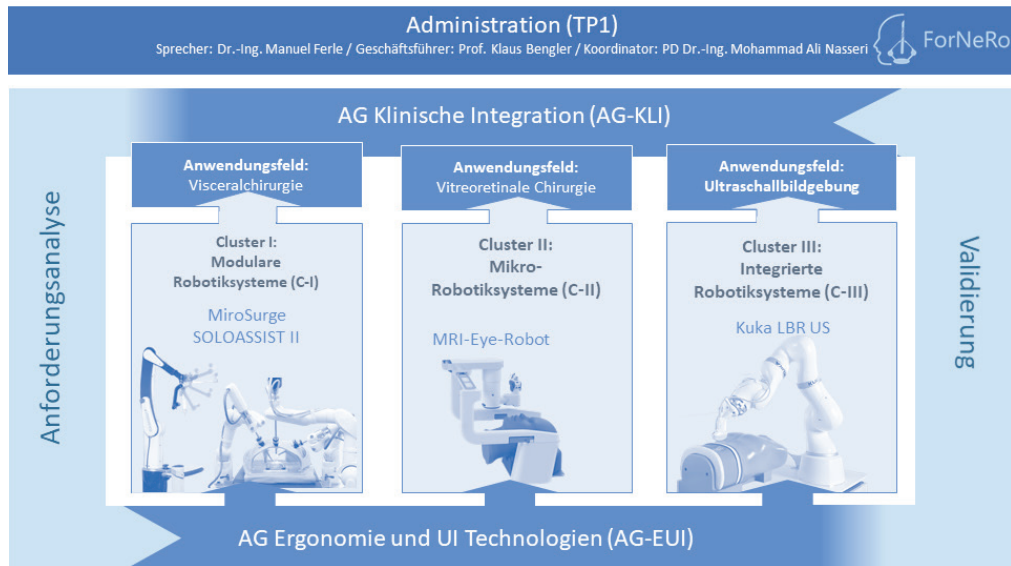 Administration (TP1)
Sprecher: Dr.-Ing. Manuel Ferle / Geschäftsführer: Prof. Klaus Bengler / Koordinator: PD Dr.-Ing. Mohammad Ali Nasseri
ForNeRo
AG Klinische Integration (AG-KLI)
Anforderungsanalyse
Anwendungsfeld:
Visceralchirurgie
Cluster I:
Modulare
Robotiksysteme (C-I)
MiroSurge
SOLOASSIST II
Anwendungsfeld:
Vitreoretinale Chirurgie
Cluster II:
Mikro-
Robotiksysteme (C-II)
MRI-Eye-Robot
Anwendungsfeld:
Ultraschallbildgebung
Cluster III:
Integrierte
Robotiksysteme (C-III)
Kuka LBR US
Validierung
AG Ergonomie und UI Technologien (AG-EUI)